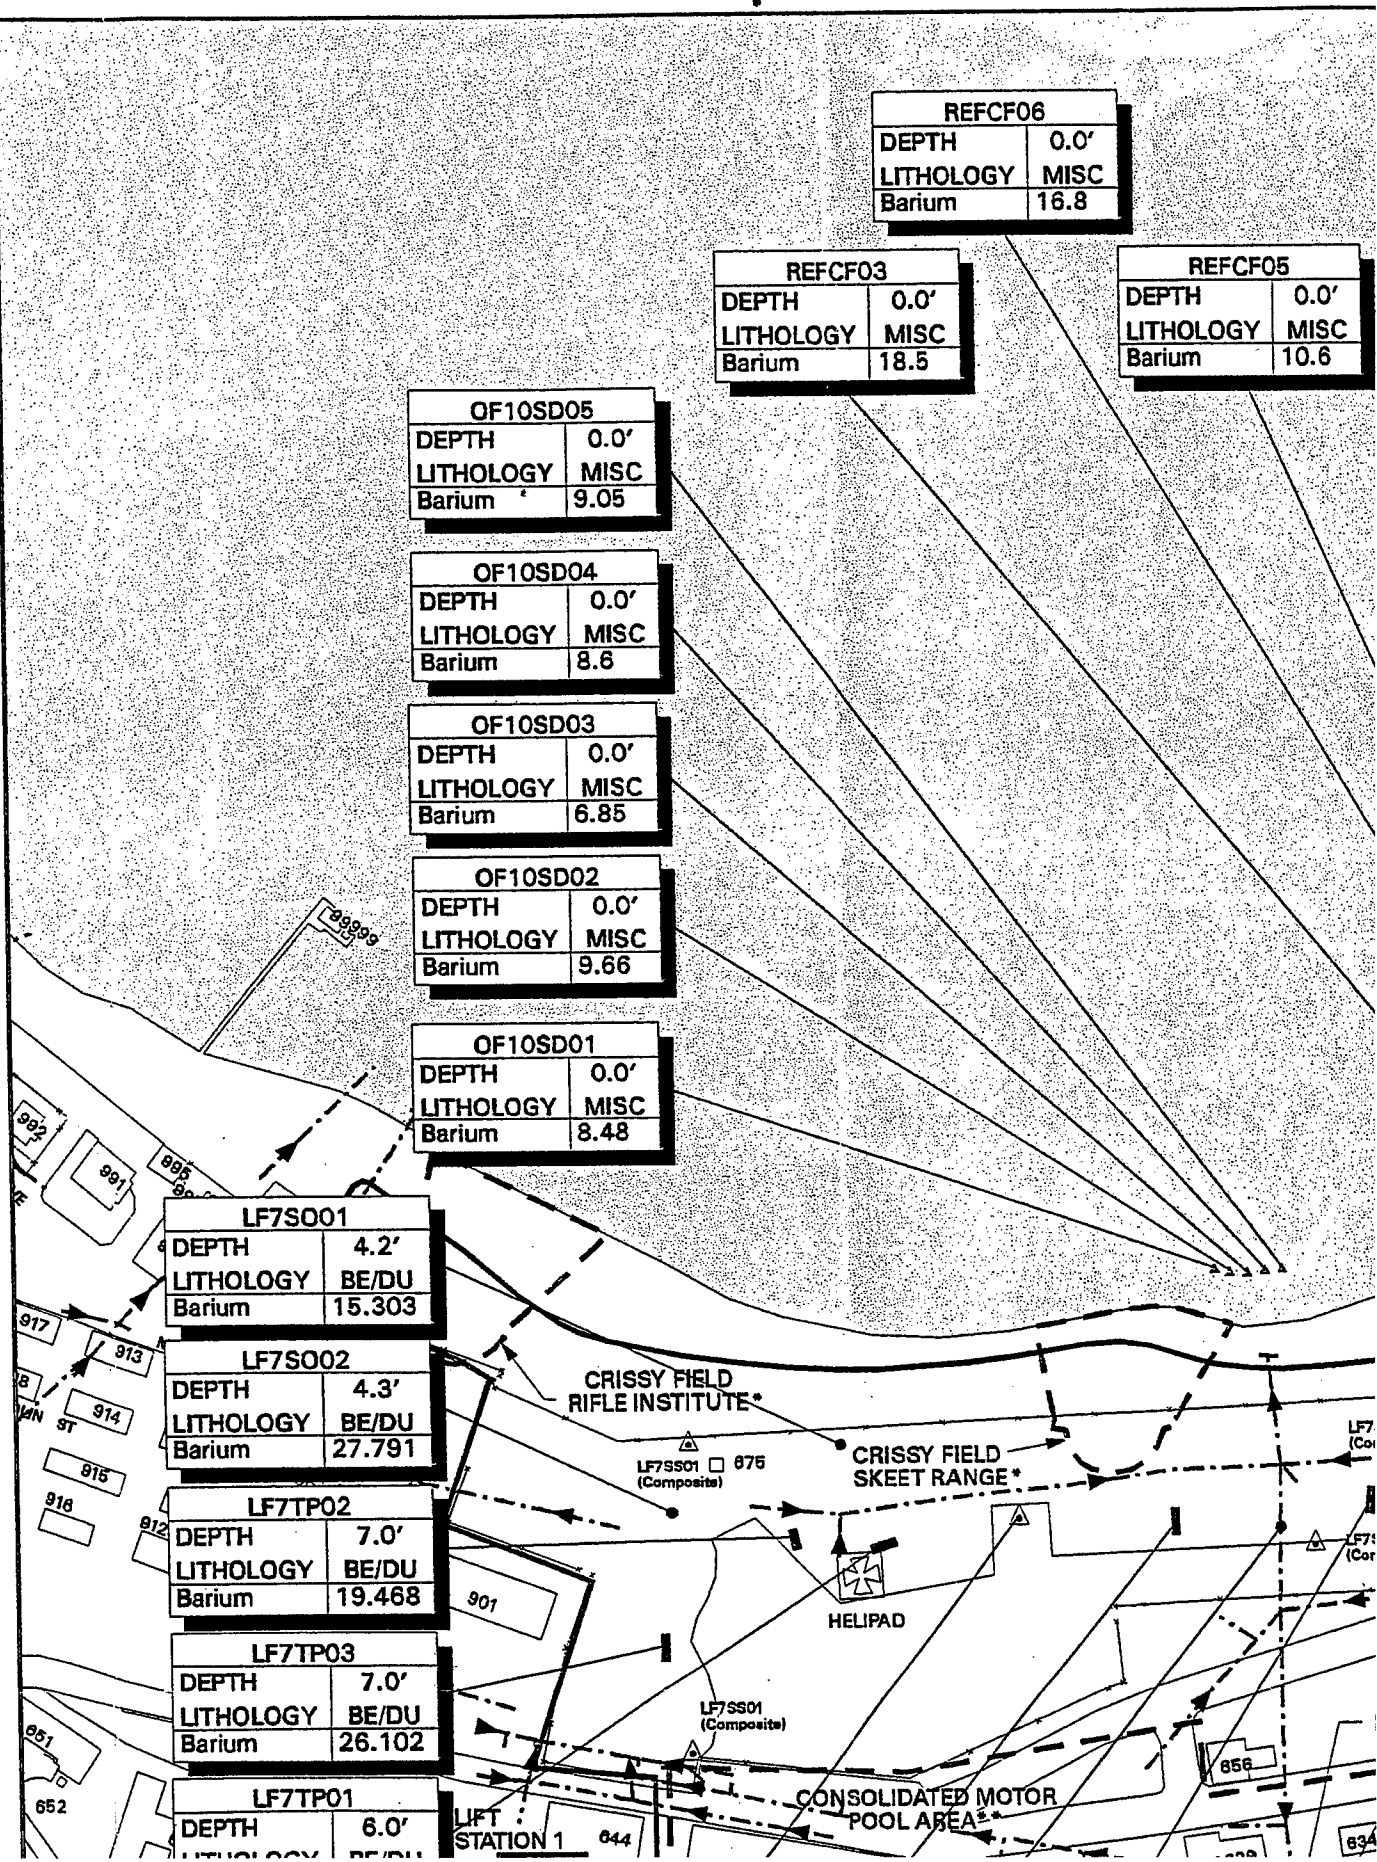 REFCF06
DEPTH 0.0'
LITHOLOGY MISC
Barium 16.8
REFCF03
DEPTH 0.0'
LITHOLOGY MISC
Barium 18.5
REFCF05
DEPTH 0.0'
LITHOLOGY MISC
Barium 10.6
OF10SD05
DEPTH 0.0'
LITHOLOGY MISC
Barium 9.05
OF10SD04
DEPTH 0.0'
LITHOLOGY MISC
Barium 8.6
OF10SD03
DEPTH 0.0'
LITHOLOGY MISC
Barium 6.85
OF10SD02
DEPTH 0.0'
LITHOLOGY MISC
Barium 9.66
99999
OF10SD01
DEPTH 0.0'
LITHOLOGY MISC
Barium 8.48
992
991
995
LF7SO01
DEPTH 4.2'
LITHOLOGY BE/DU
Barium 15.303
917
913
LF7SO02
DEPTH 4.3'
LITHOLOGY BE/DU
Barium 27.791
914
ST
915
916
912
CRISSY FIELD
RIFLE INSTITUTE*
LF7SS01
(Composite)
675
CRISSY FIELD
SKEET RANGE*
LF7TP02
DEPTH 7.0'
LITHOLOGY BE/DU
Barium 19.468
901
HELIPAD
LF7TP03
DEPTH 7.0'
LITHOLOGY BE/DU
Barium 26.102
LF7SS01
(Composite)
651
652
LF7TP01
DEPTH 6.0'
LITHOLOGY BE/DU
LIFT
STATION 1
644
CONSOLIDATED MOTOR
POOL AREA**
856
634